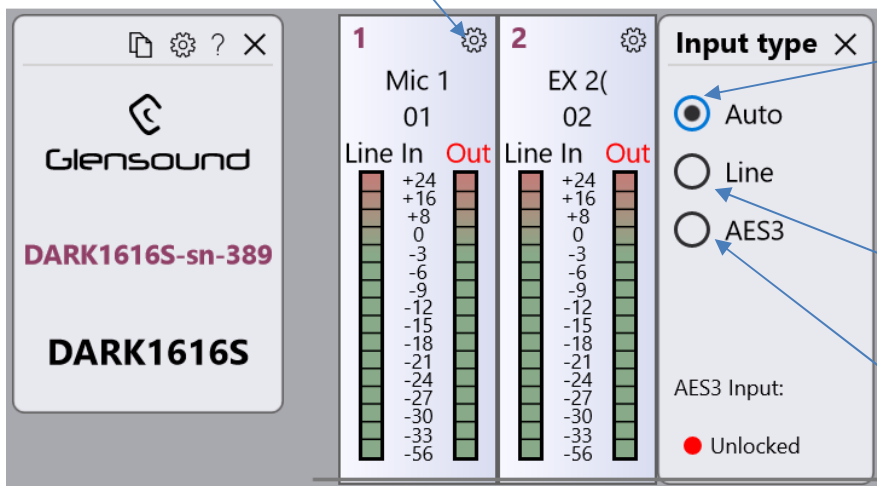 ?
Glensound
DARK1616S-sn-389
DARK1616S
1
Mic 1
01
Line In Out
+24
+16
+8
0
-3
-6
-9
-12
-15
-18
-21
-24
-27
-30
-33
-56
2
EX 2(
02
Line In Out
+24
+16
+8
0
-3
-6
-9
-12
-15
-18
-21
-24
-27
-30
-33
-56
Input type
Auto
Line
AES3
AES3 Input:
Unlocked